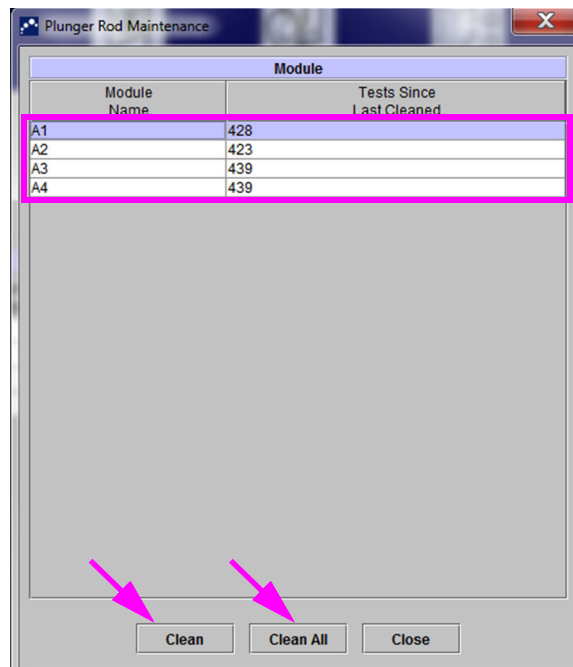 Plunger Rod Maintenance
X
Module
Module Name
Tests Since Last Cleaned
A1 428
A2 423
A3 439
A4 439
Clean Clean All Close